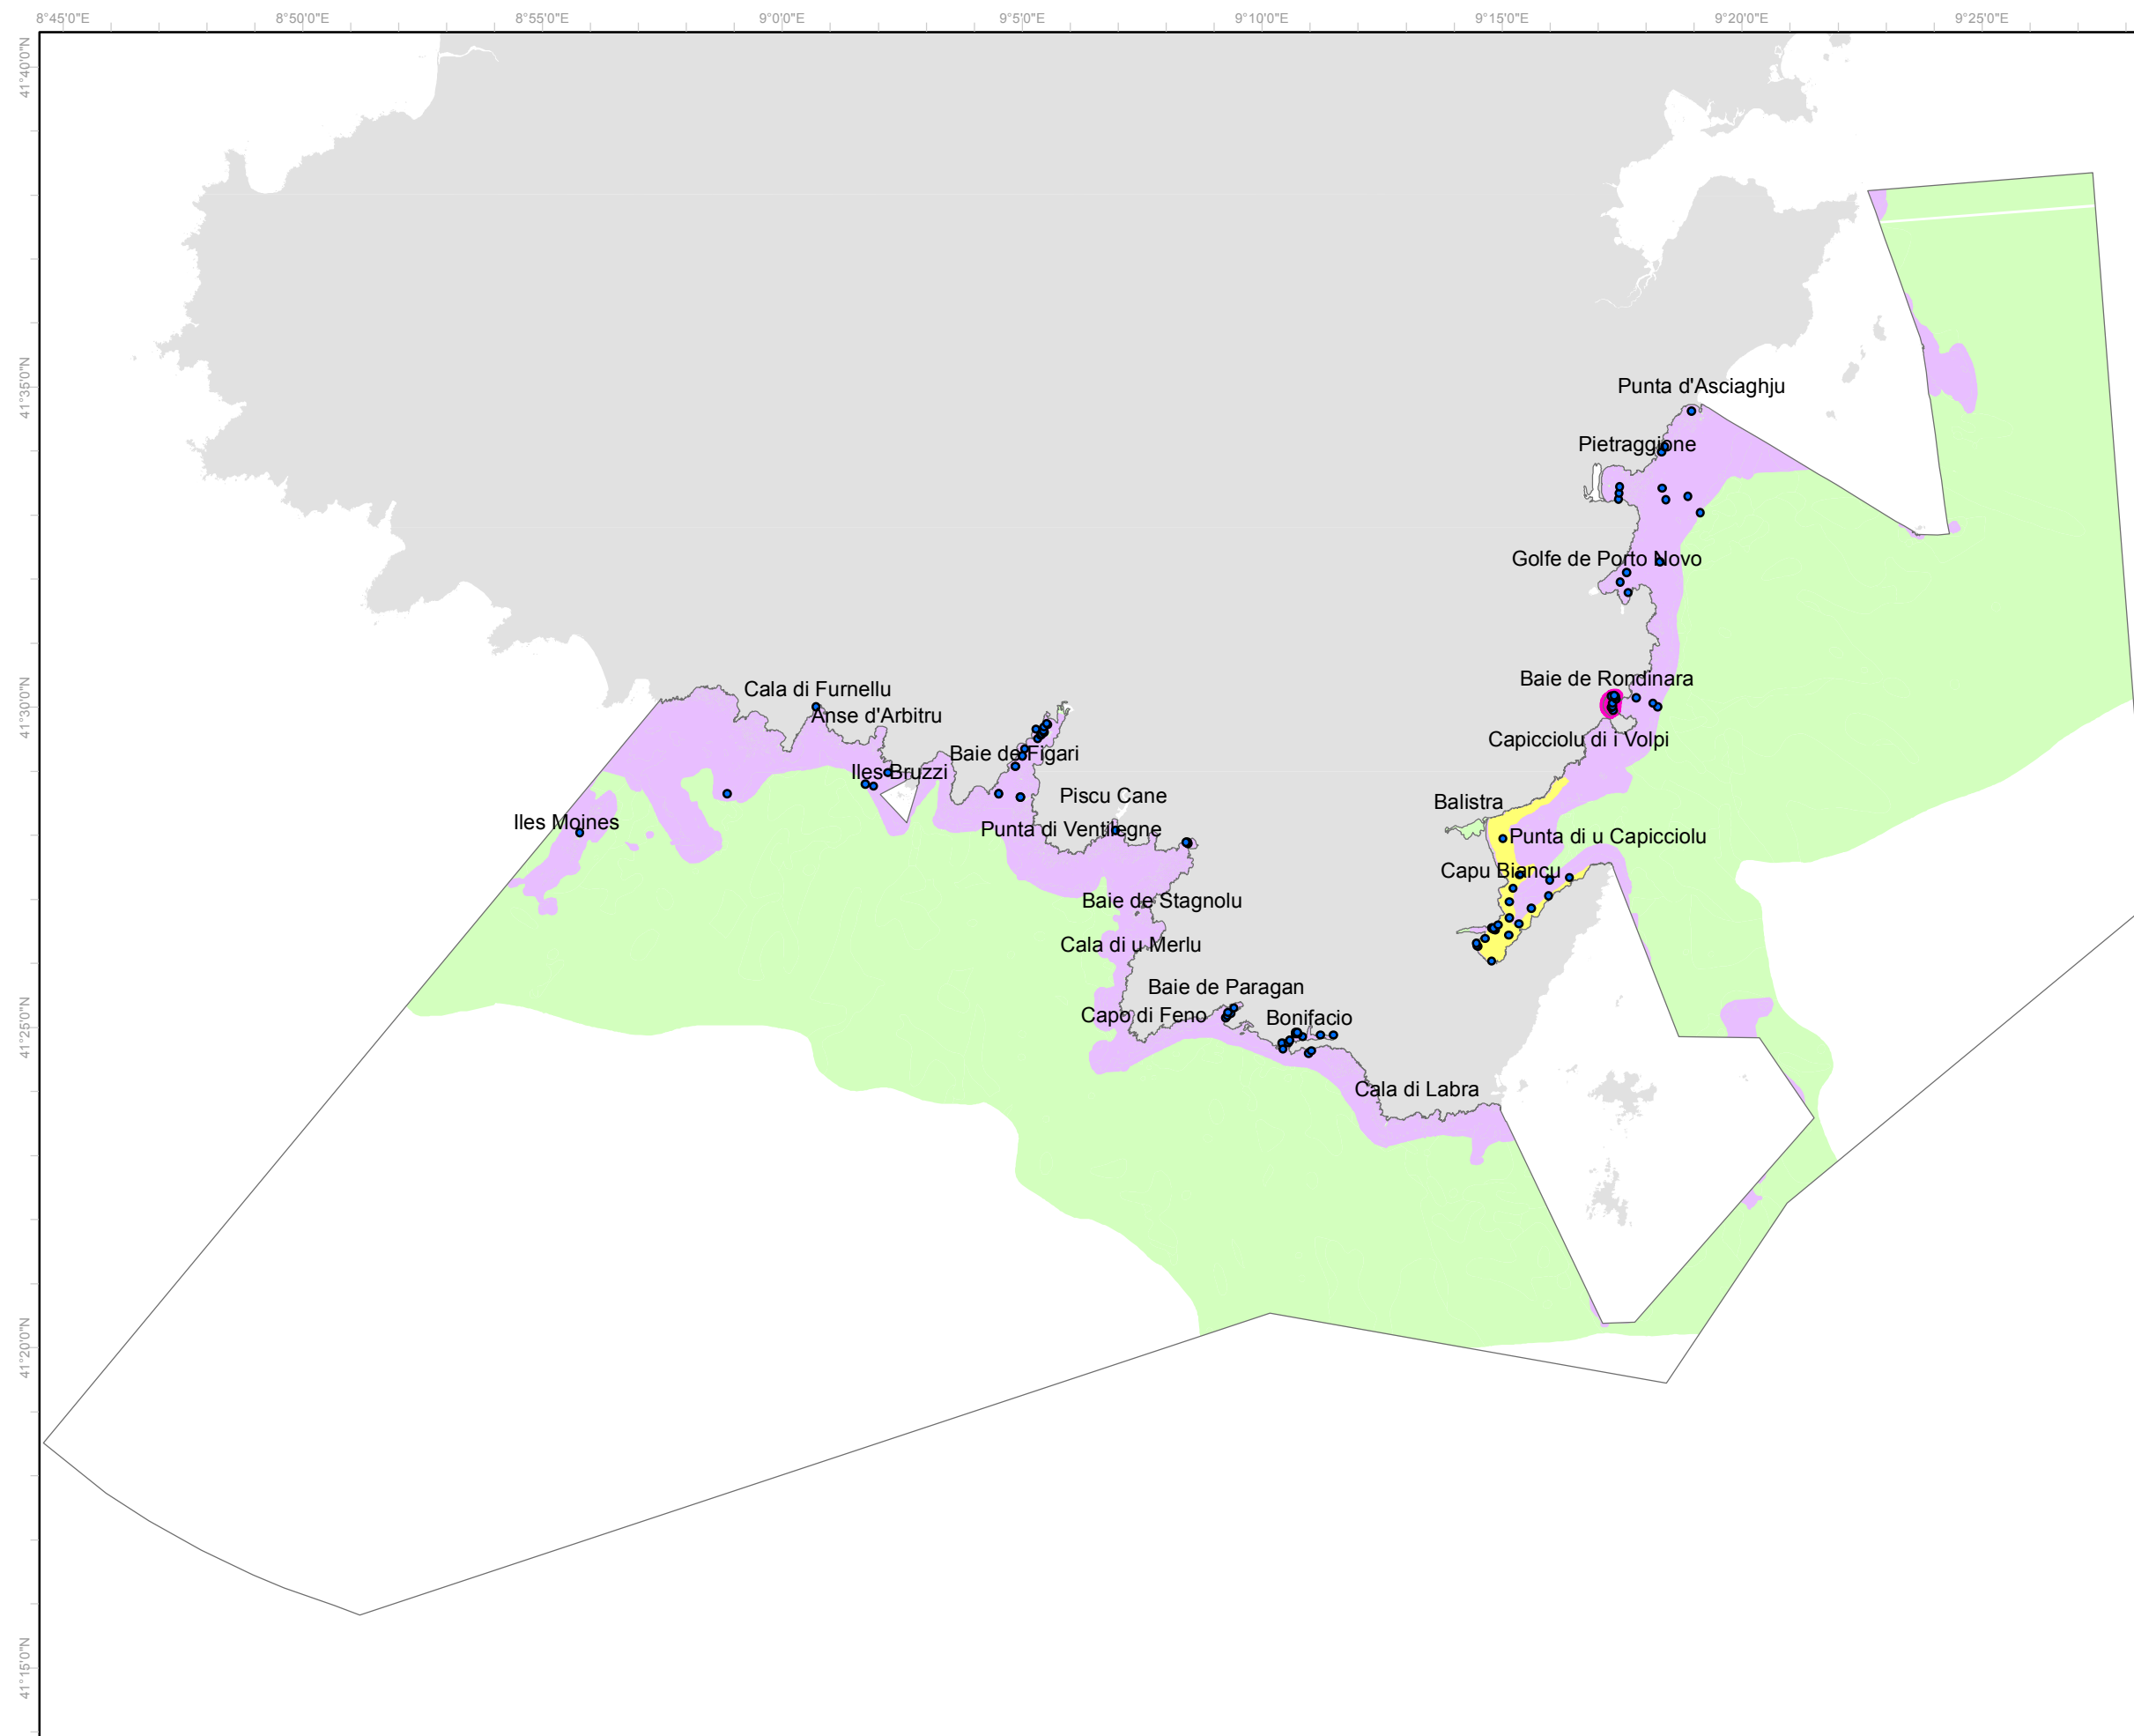 8°45'0"E 8°50'0"E 8°55'0"E 9°0'0"E 9°5'0"E 9°10'0"E 9°15'0"E 9°20'0"E 9°25'0"E
41°40'0"N
41°35'0"N
41°30'0"N
41°25'0"N
41°20'0"N
41°15'0"N
Punta d'Asciaghju
Pietraggione
Golfe de Porto Novo
Baie de Rondinara
Cala di Furnellu
Anse d'Arbitru
Capicciolu di i Volpi
Baie de Figari
Iles Bruzzi
Piscu Cane
Balistra
Iles Moines
Punta di Ventilegne
Punta di u Capicciolu
Capu Biancu
Baie de Stagnolu
Cala di u Merlu
Baie de Paragan
Capo di Feno
Bonifacio
Cala di Labra